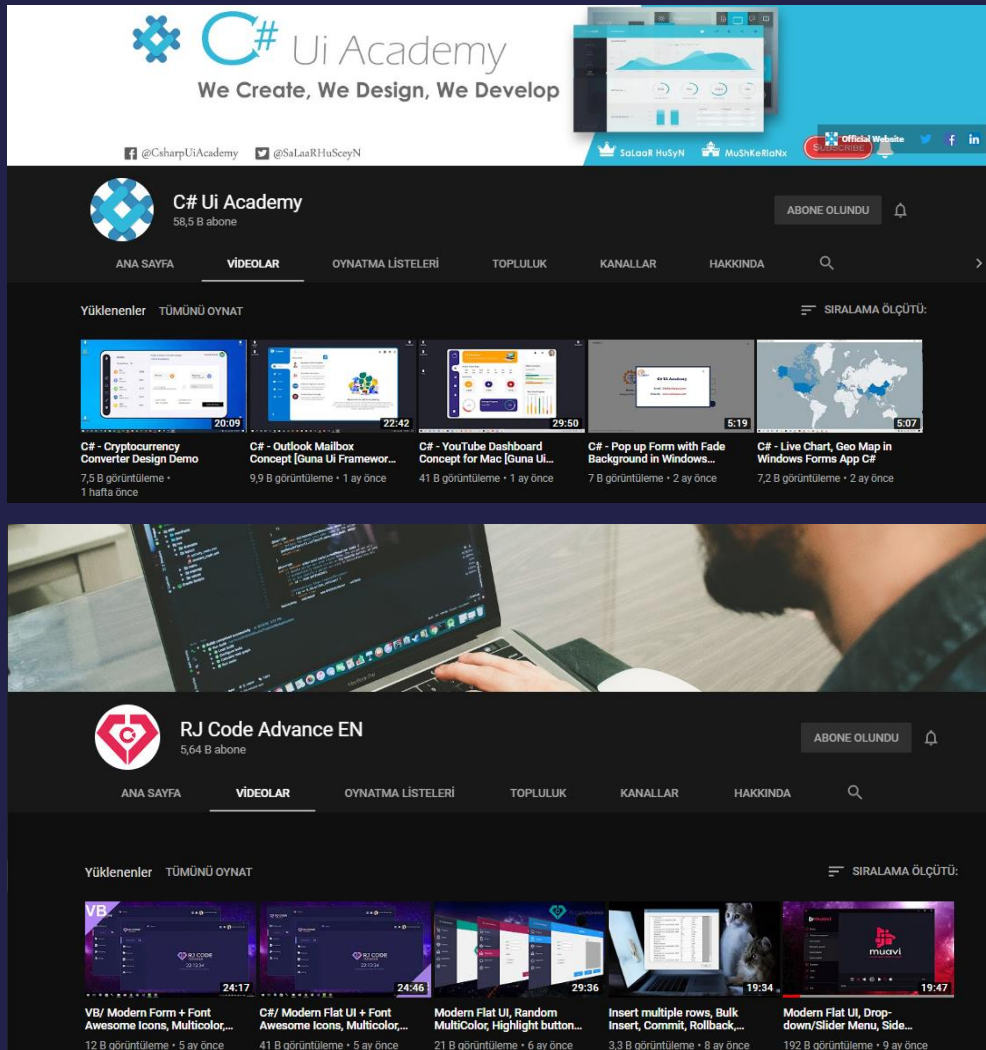 C# Ui Academy
We Create, We Design, We Develop
@CsharpUiAcademy @SaLaaRHuSceyN
SaLaaR HuSyN MuShKeRIaNx
SUBSCRIBE
Official Website
C# Ui Academy
58,5 B abone
ABONE OLUNDU
ANA SAYFA VİDEOLAR OYNATMA LİSTELERİ TOPLULUK KANALLAR HAKKINDA
Yüklenenler TÜMÜNÜ OYNAT SIRALAMA ÖLÇÜTÜ:
20:09 22:42 29:50 5:19 5:07
C# - Cryptocurrency Converter Design Demo
7,5 B görüntüleme • 1 hafta önce
C# - Outlook Mailbox Concept [Guna Ui Framewor...
9,9 B görüntüleme • 1 ay önce
C# - YouTube Dashboard Concept for Mac [Guna Ui...
41 B görüntüleme • 1 ay önce
C# - Pop up Form with Fade Background in Windows...
7 B görüntüleme • 2 ay önce
C# - Live Chart, Geo Map in Windows Forms App C#
7,2 B görüntüleme • 2 ay önce
RJ Code Advance EN
5,64 B abone
ABONE OLUNDU
ANA SAYFA VİDEOLAR OYNATMA LİSTELERİ TOPLULUK KANALLAR HAKKINDA
Yüklenenler TÜMÜNÜ OYNAT SIRALAMA ÖLÇÜTÜ:
VB
RJ CODE
RJ CODE
muavi
24:17 24:46 29:36 19:34 19:47
VB/ Modern Form + Font Awesome Icons, Multicolor,...
12 B görüntüleme • 5 ay önce
C#/ Modern Flat UI + Font Awesome Icons, Multicolor,...
41 B görüntüleme • 5 ay önce
Modern Flat UI, Random MultiColor, Highlight button...
21 B görüntüleme • 6 ay önce
Insert multiple rows, Bulk Insert, Commit, Rollback,...
3,3 B görüntüleme • 8 ay önce
Modern Flat UI, Drop-down/Slider Menu, Side...
192 B görüntüleme • 9 ay önce